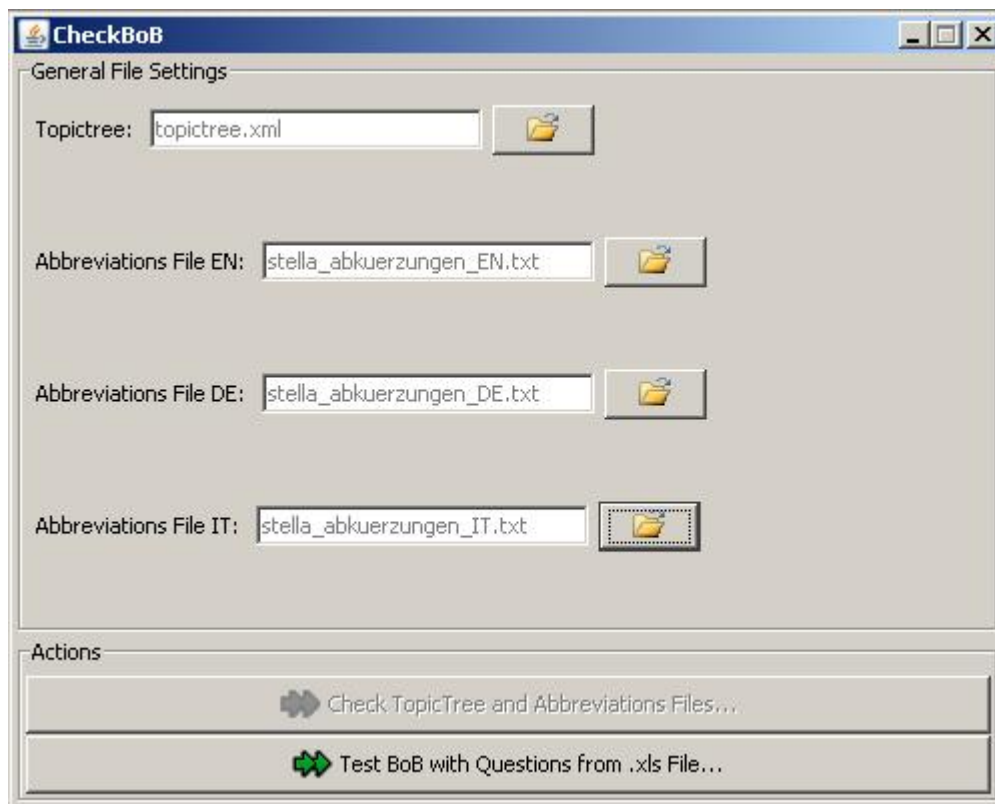 CheckBoB
General File Settings
Topictree: topictree.xml
Abbreviations File EN: stella_abkuerzungen_EN.txt
Abbreviations File DE: stella_abkuerzungen_DE.txt
Abbreviations File IT: stella_abkuerzungen_IT.txt
Actions
Check TopicTree and Abbreviations Files...
Test BoB with Questions from .xls File...